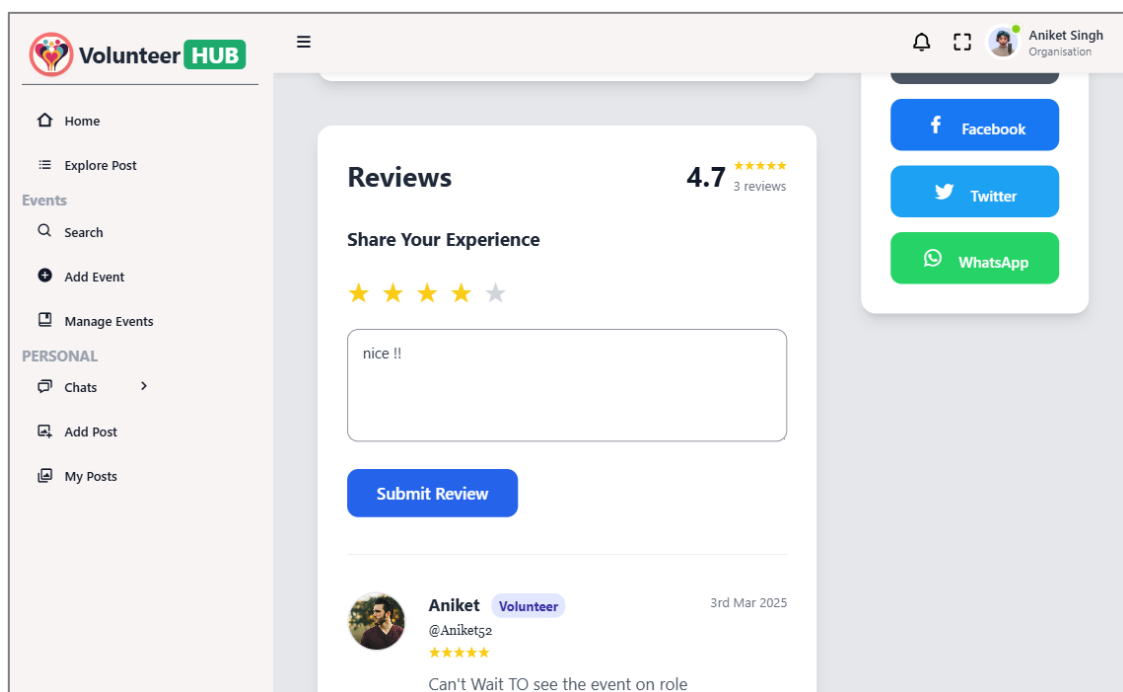 Volunteer HUB
Aniket Singh
Organisation
Home
Explore Post
Events
Search
Add Event
Manage Events
PERSONAL
Chats
Add Post
My Posts
Reviews
4.7
3 reviews
Share Your Experience
nice !!
Submit Review
Aniket Volunteer
3rd Mar 2025
@Aniket52
Can't Wait TO see the event on role
Facebook
Twitter
WhatsApp